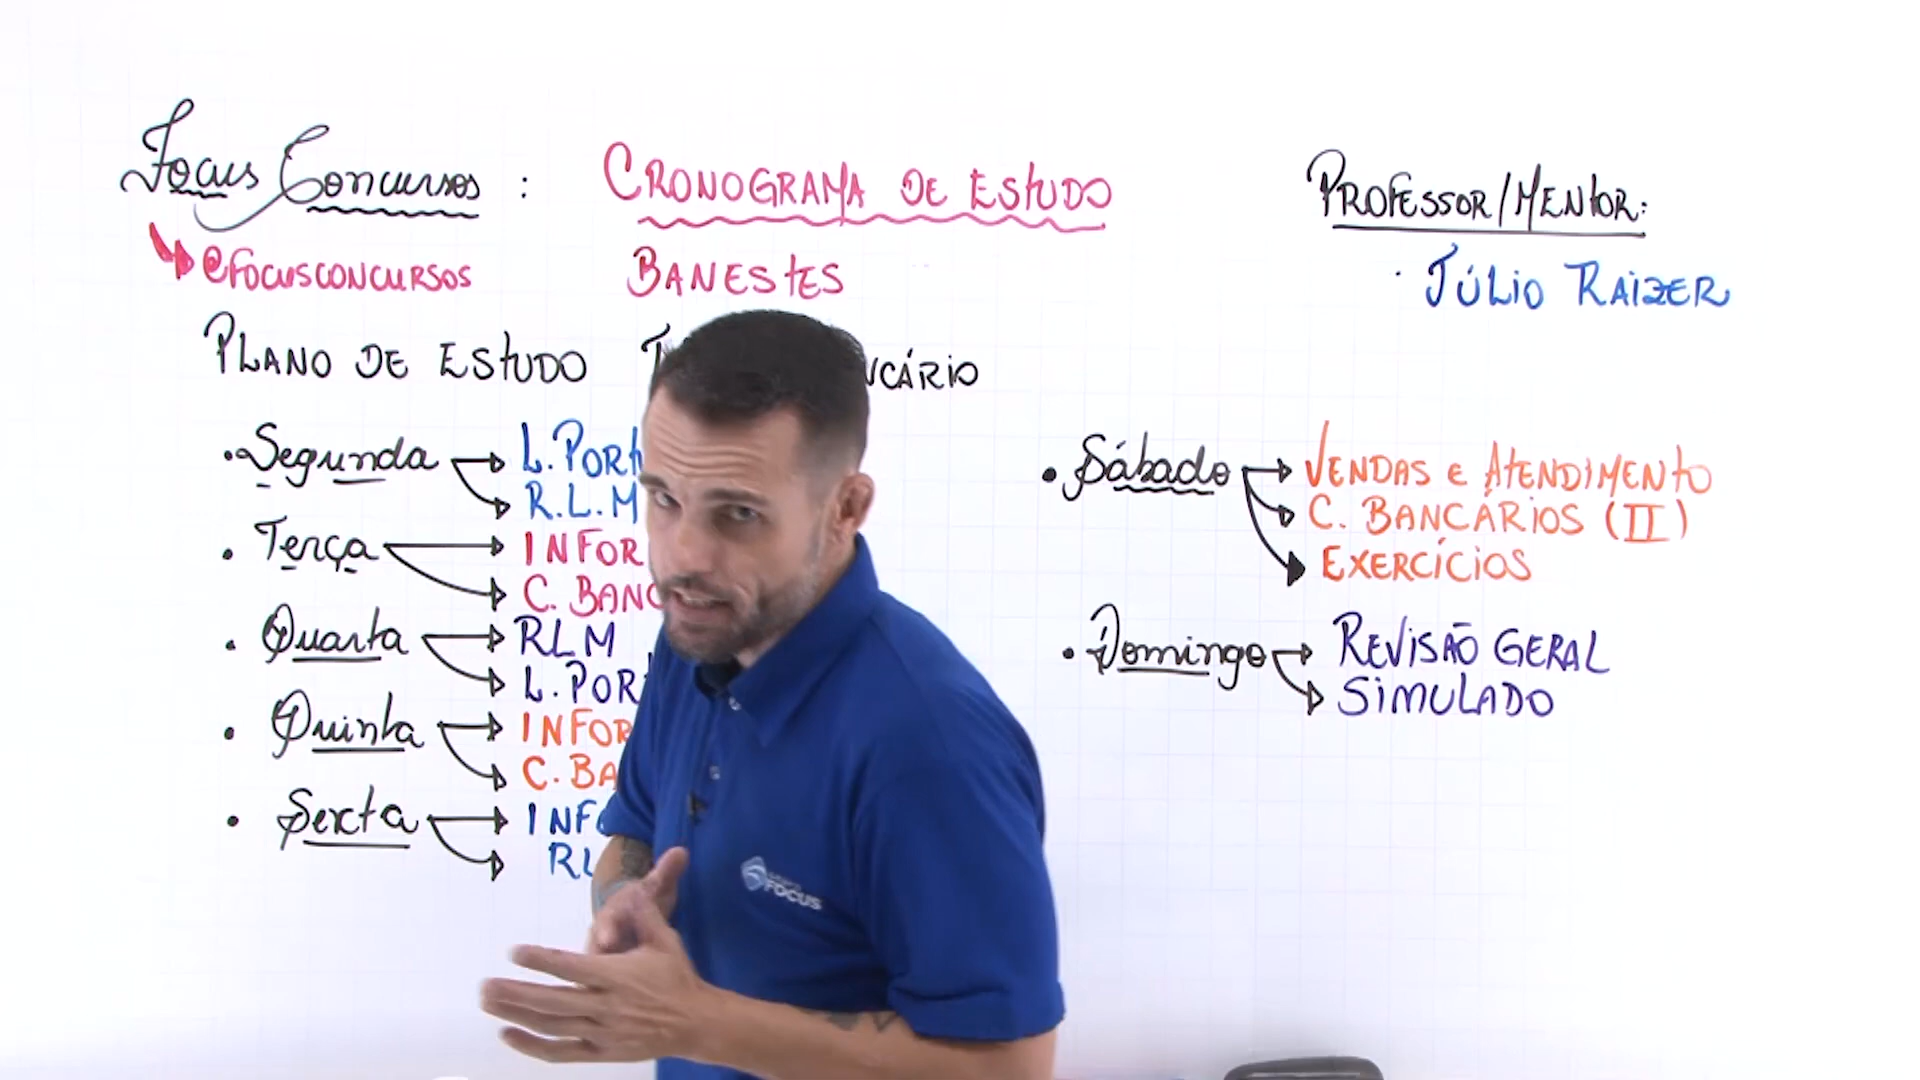 Focus Concursos : CRONOGRAMA DE ESTUDO
@FOCUSCONCURSOS
BANESTES
PLANO DE ESTUDO
• Segunda
L. PORT
R.L.M
• Terça
INFOR
C. BANC
• Quarta
RLM
L. POR
• Quinta
INFOR
C. BA
• Sexta
INF
RL
PROFESSOR/MENTOR:
JÚLIO RAIZER
• Sábado
VENDAS E ATENDIMENTO
C. BANCÁRIOS (II)
EXERCÍCIOS
• Domingo
REVISÃO GERAL
SIMULADO
FOCUS